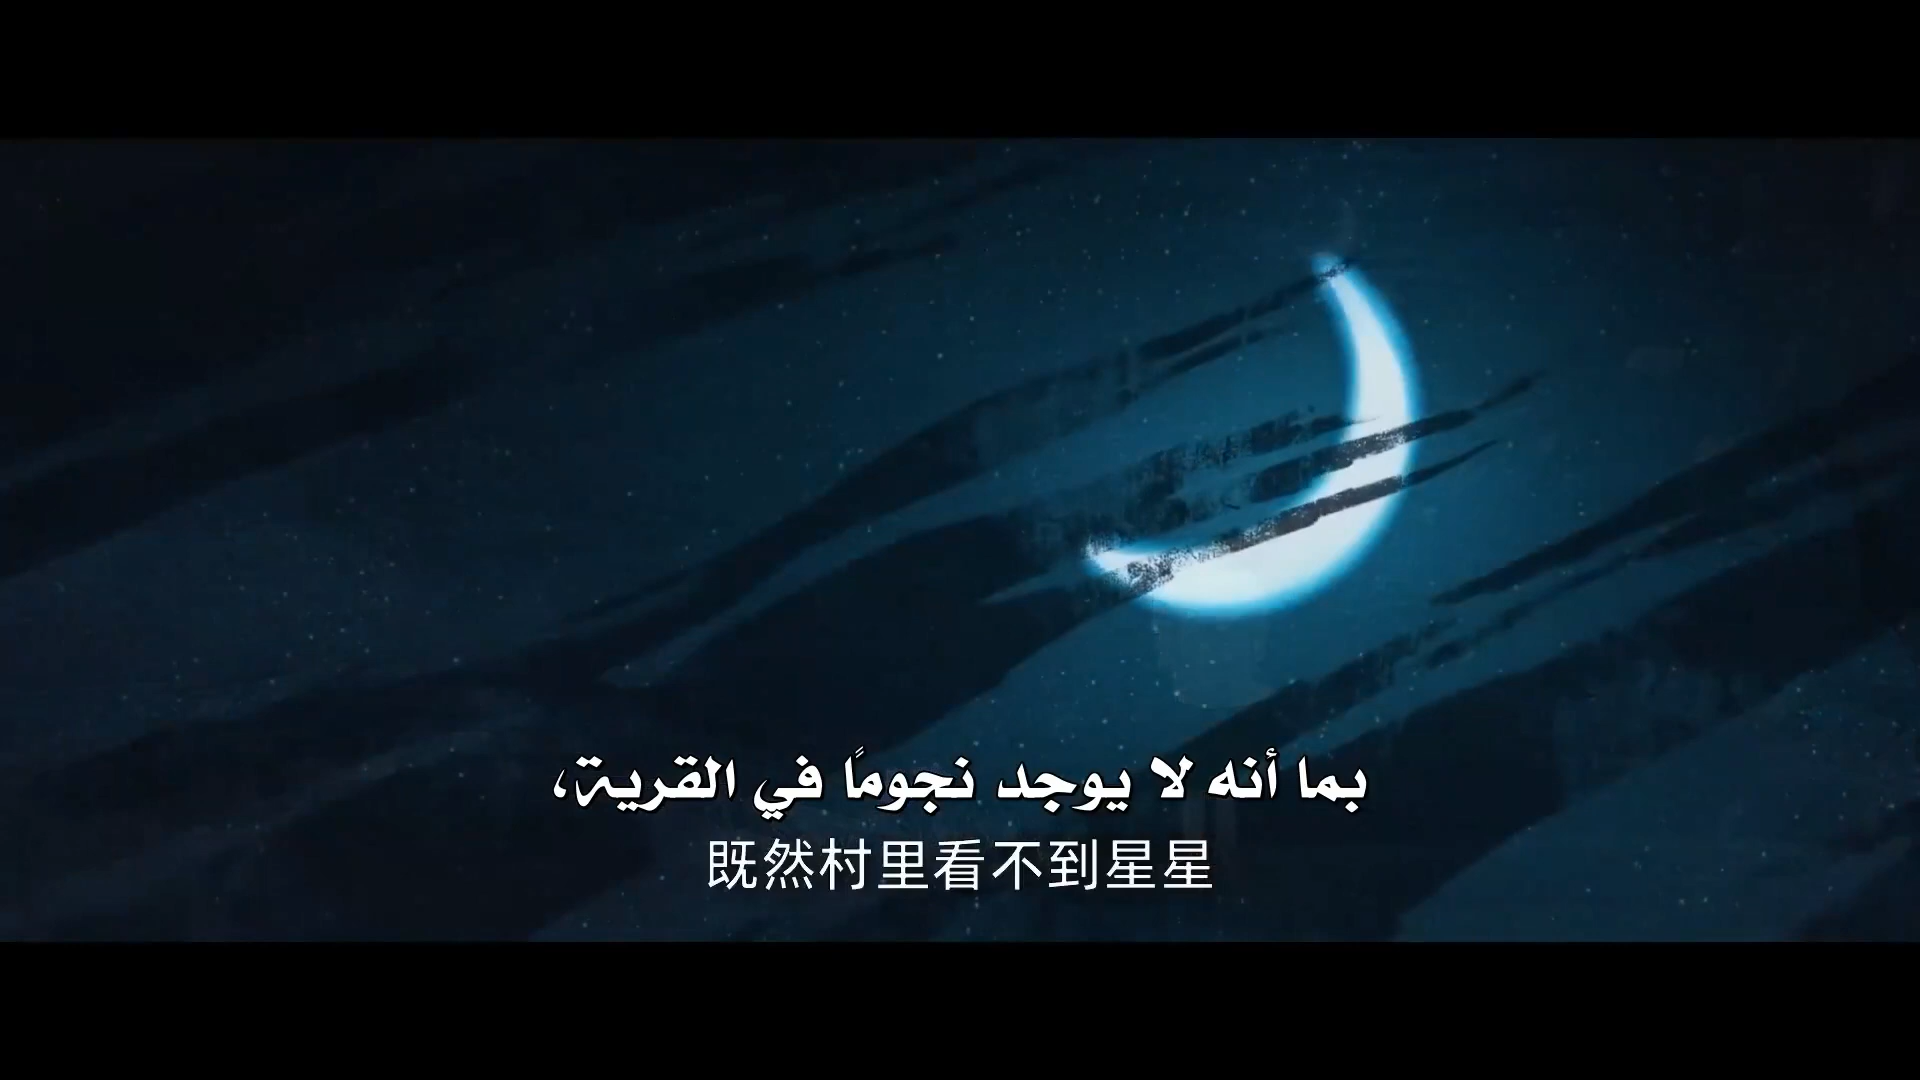 بما أنه لا يوجد نجومًا في القرية،
既然村里看不到星星